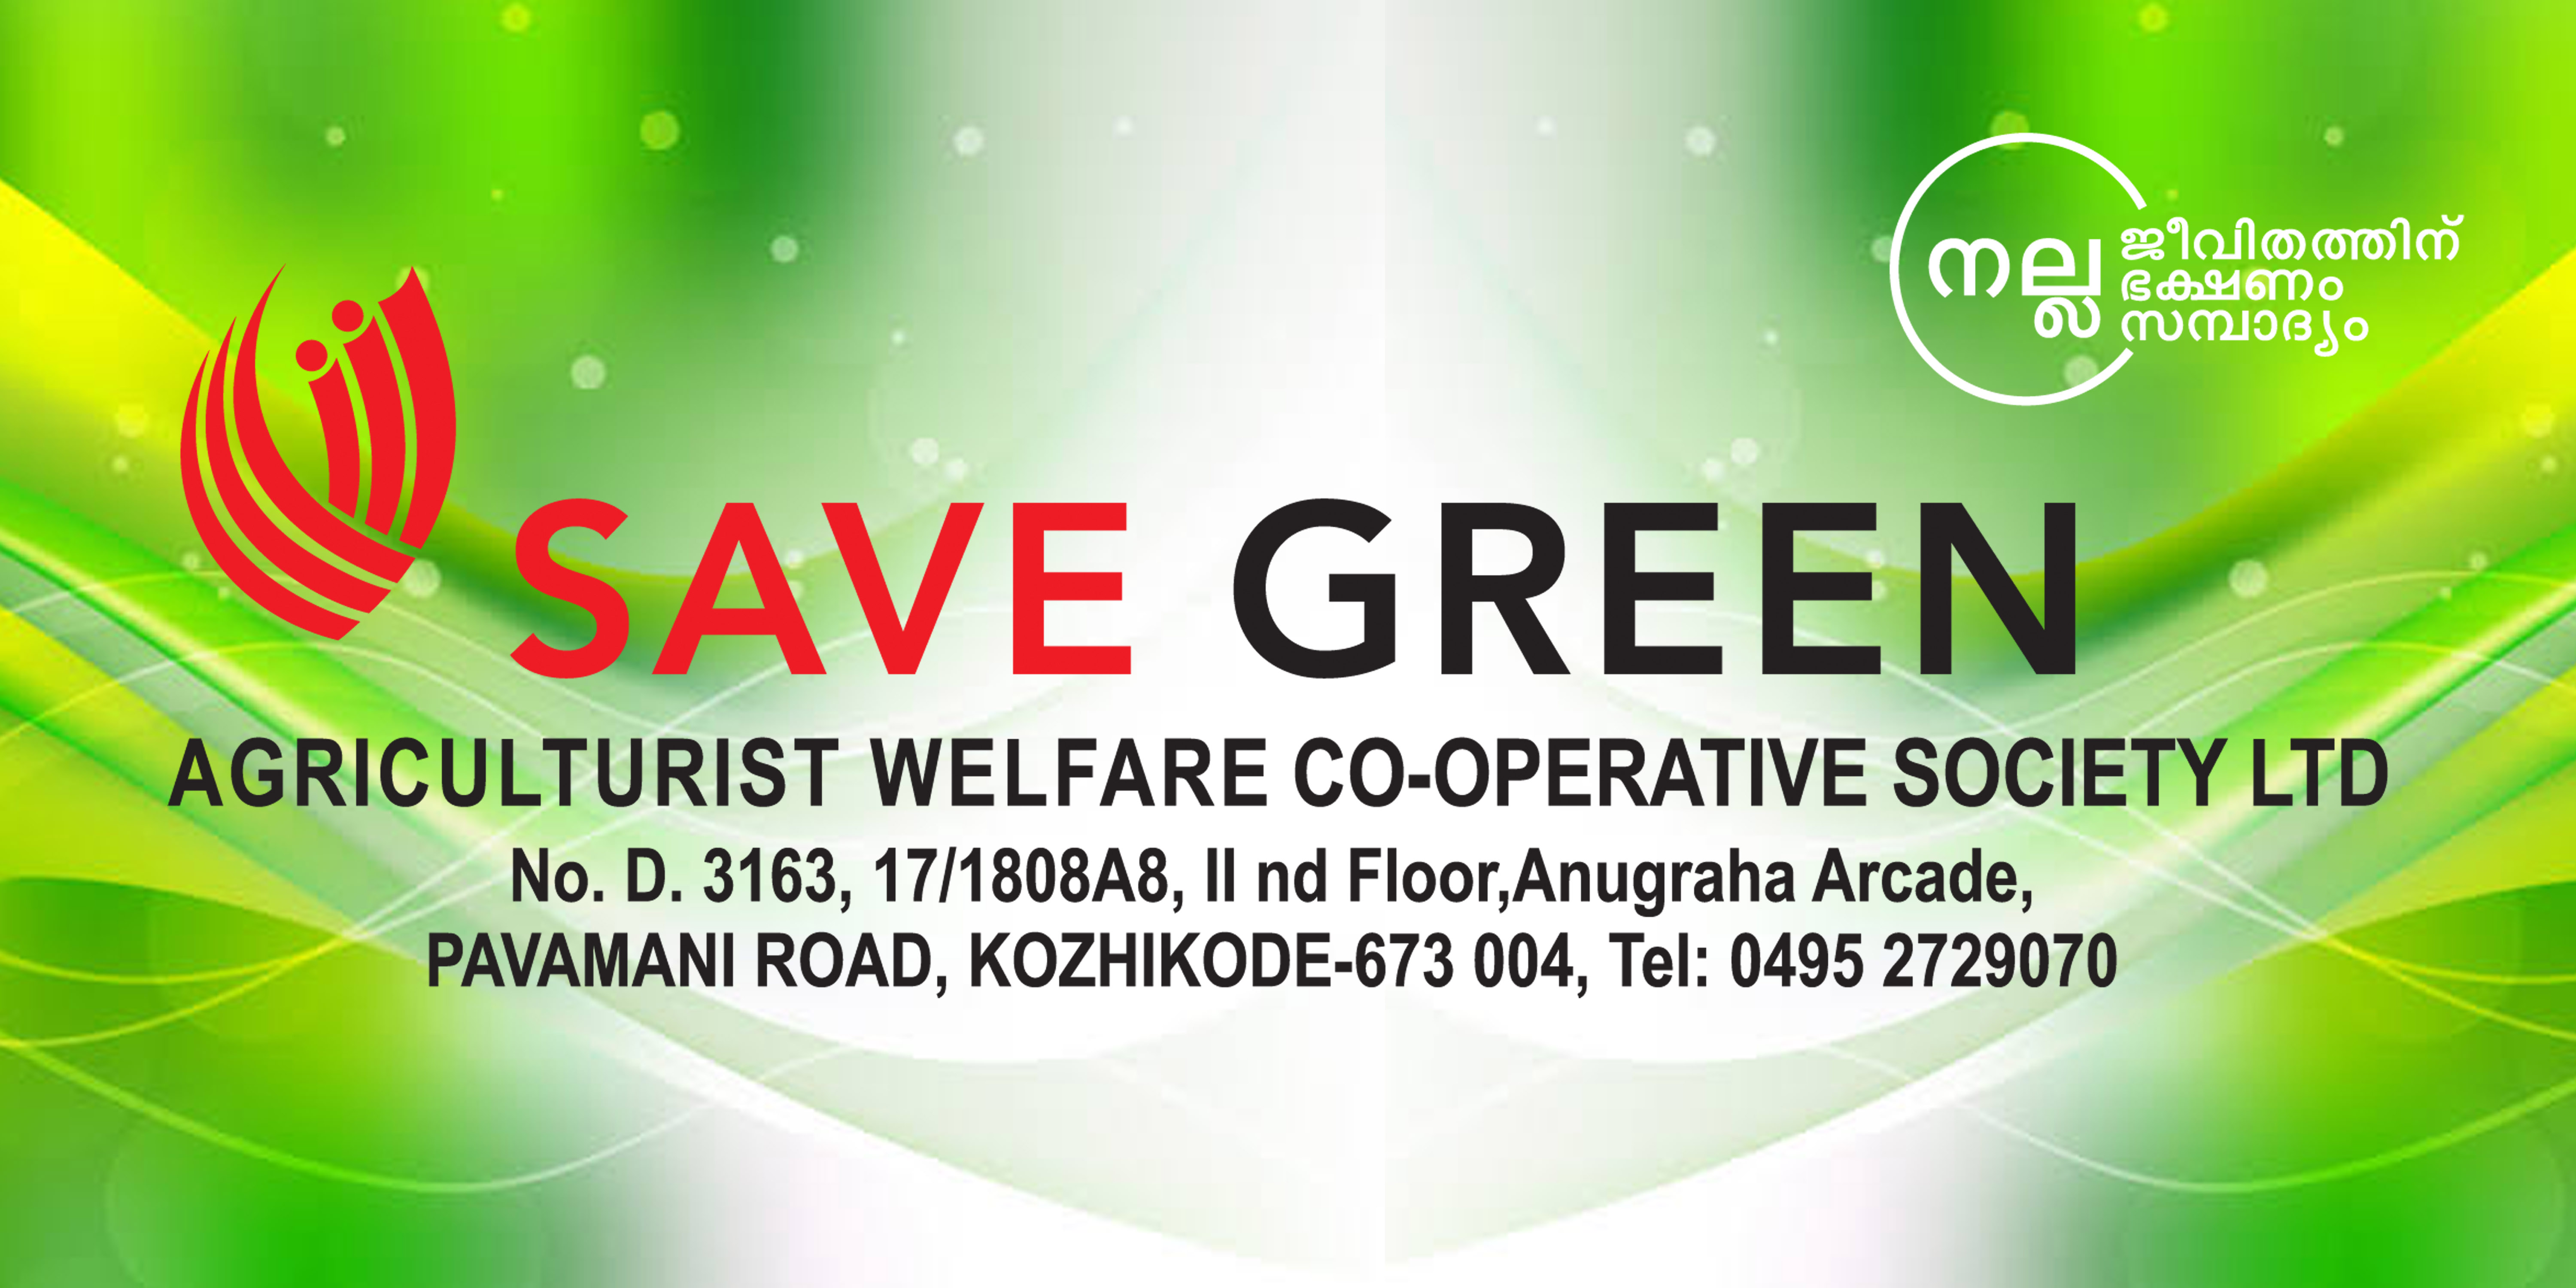 നല്ല
ജീവിതത്തിന്
ഭക്ഷണം
സമ്പാദ്യം
SAVE GREEN
AGRICULTURIST WELFARE CO-OPERATIVE SOCIETY LTD
No. D. 3163, 17/1808A8, II nd Floor,Anugraha Arcade,
PAVAMANI ROAD, KOZHIKODE-673 004, Tel: 0495 2729070